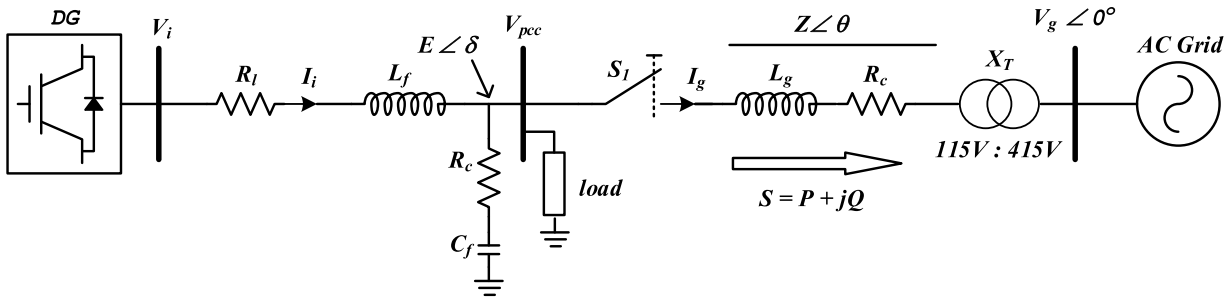 DG
V_i
R_l
I_i
L_f
E∠δ
V_pcc
R_c
C_f
load
S_1
I_g
Z∠θ
L_g
R_c
X_T
115V : 415V
V_g ∠0°
AC Grid
S = P + jQ